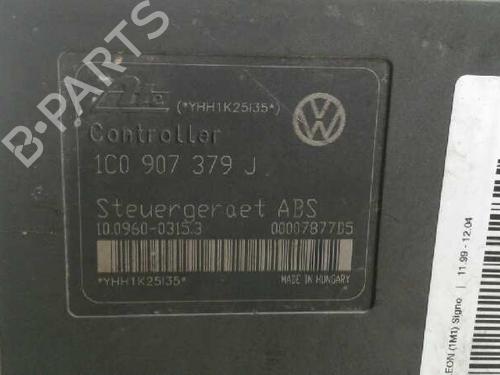 B-PARTS
Ate
(*YHH1K25I35*)
Controller
1C0 907 379 J
Steuergeraet ABS
10.0960-0315.3 00007877D5
*YHH1K25I35* MADE IN HUNGARY
EON (1M1) Signo | 11.99 - 12.04